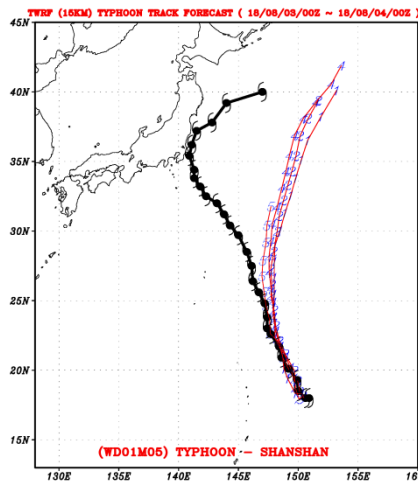 TWRF (15KM) TYPHOON TRACK FORECAST ( 18/08/03/00Z ~ 18/08/04/00Z )
45N
40N
35N
30N
25N
20N
15N
(WD01M05) TYPHOON - SHANSHAN
130E 135E 140E 145E 150E 155E